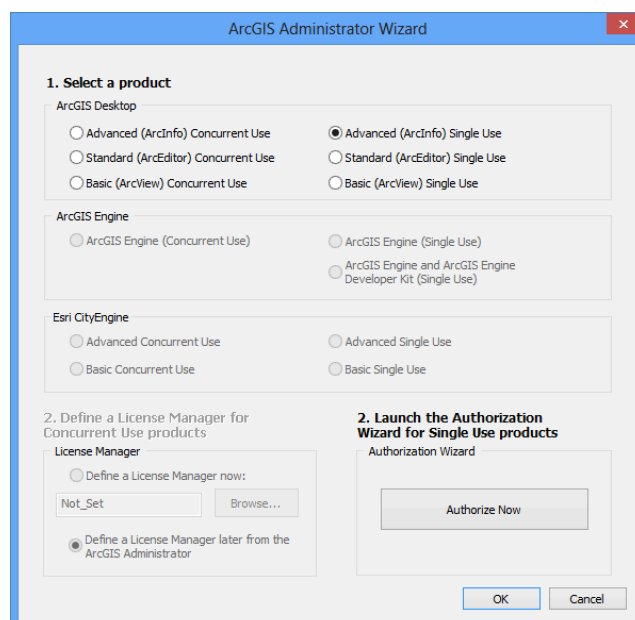 ArcGIS Administrator Wizard
1. Select a product
ArcGIS Desktop
Advanced (ArcInfo) Concurrent Use
Advanced (ArcInfo) Single Use
Standard (ArcEditor) Concurrent Use
Standard (ArcEditor) Single Use
Basic (ArcView) Concurrent Use
Basic (ArcView) Single Use
ArcGIS Engine
ArcGIS Engine (Concurrent Use)
ArcGIS Engine (Single Use)
ArcGIS Engine and ArcGIS Engine
Developer Kit (Single Use)
Esri CityEngine
Advanced Concurrent Use
Advanced Single Use
Basic Concurrent Use
Basic Single Use
2. Define a License Manager for
Concurrent Use products
License Manager
Define a License Manager now:
Not_Set
Browse...
Define a License Manager later from the
ArcGIS Administrator
2. Launch the Authorization
Wizard for Single Use products
Authorization Wizard
Authorize Now
OK
Cancel